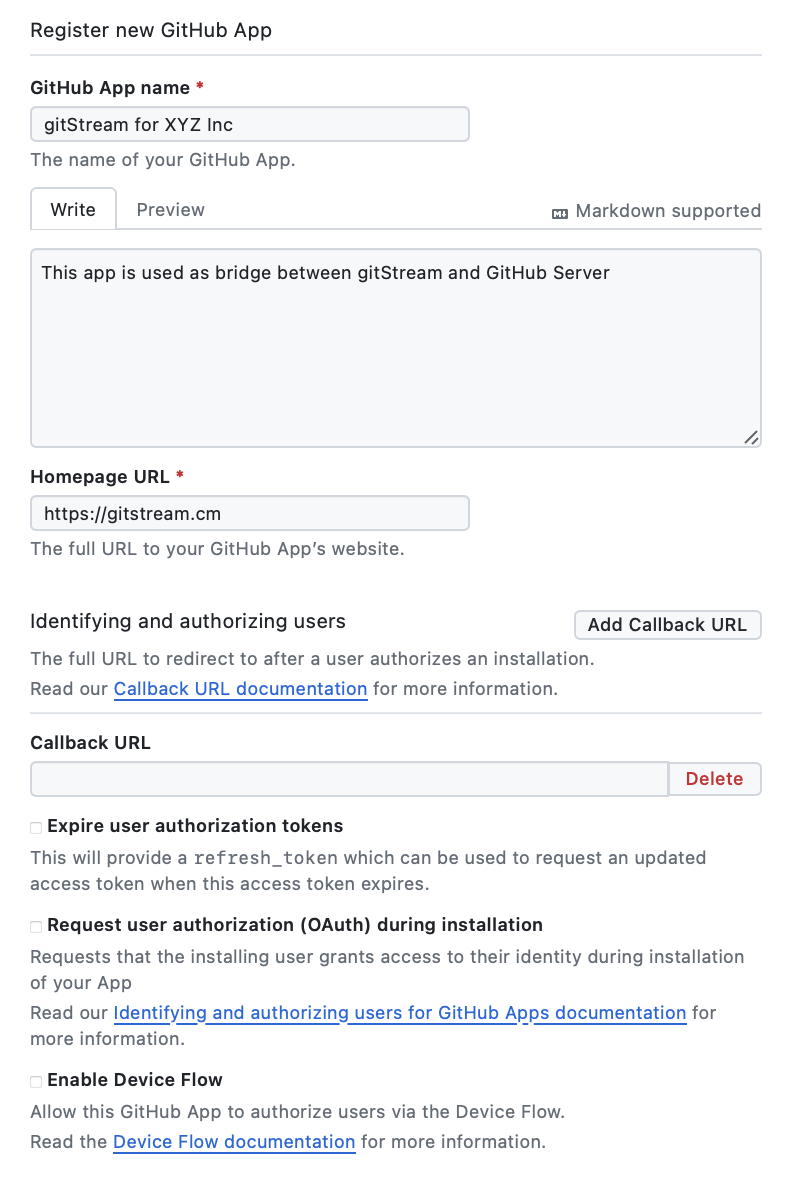 Register new GitHub App
GitHub App name *
gitStream for XYZ Inc
The name of your GitHub App.
Write Preview Markdown supported
This app is used as bridge between gitStream and GitHub Server
Homepage URL *
https://gitstream.cm
The full URL to your GitHub App’s website.
Identifying and authorizing users Add Callback URL
The full URL to redirect to after a user authorizes an installation.
Read our Callback URL documentation for more information.
Callback URL
Delete
Expire user authorization tokens
This will provide a refresh_token which can be used to request an updated
access token when this access token expires.
Request user authorization (OAuth) during installation
Requests that the installing user grants access to their identity during installation
of your App
Read our Identifying and authorizing users for GitHub Apps documentation for
more information.
Enable Device Flow
Allow this GitHub App to authorize users via the Device Flow.
Read the Device Flow documentation for more information.